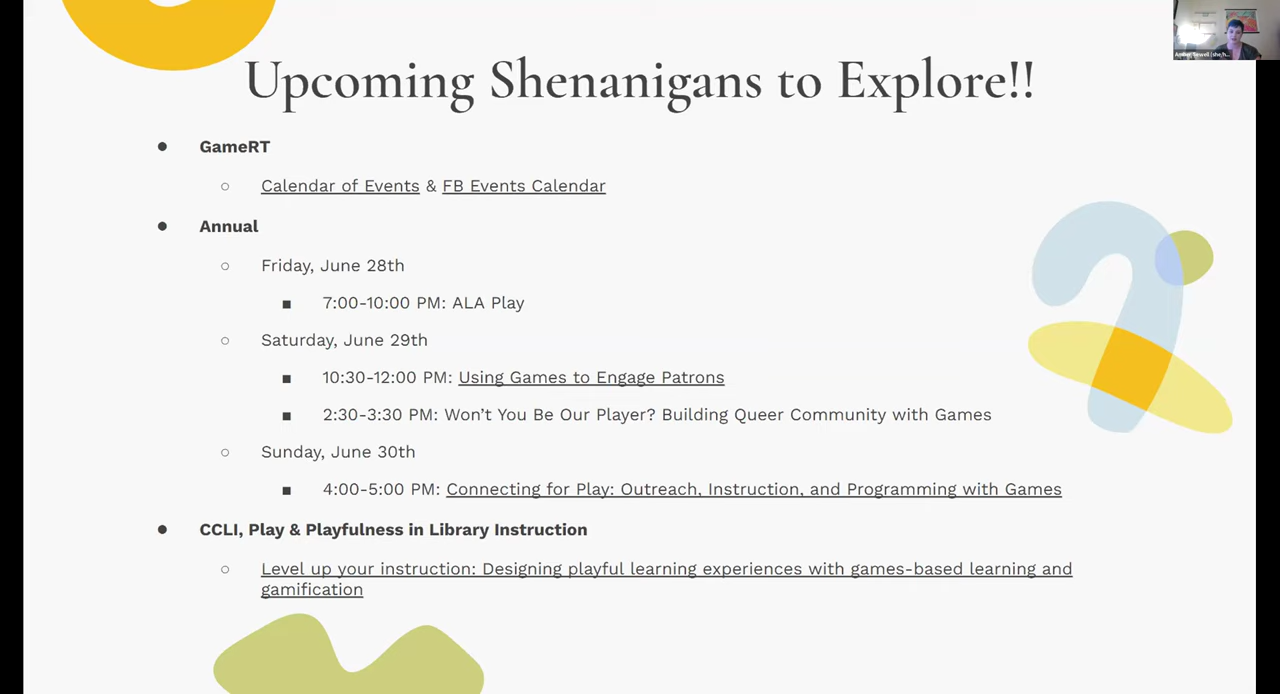 Upcoming Shenanigans to Explore!!
● GameRT
○ Calendar of Events & FB Events Calendar
● Annual
○ Friday, June 28th
■ 7:00-10:00 PM: ALA Play
○ Saturday, June 29th
■ 10:30-12:00 PM: Using Games to Engage Patrons
■ 2:30-3:30 PM: Won't You Be Our Player? Building Queer Community with Games
○ Sunday, June 30th
■ 4:00-5:00 PM: Connecting for Play: Outreach, Instruction, and Programming with Games
● CCLI, Play & Playfulness in Library Instruction
○ Level up your instruction: Designing playful learning experiences with games-based learning and
gamification